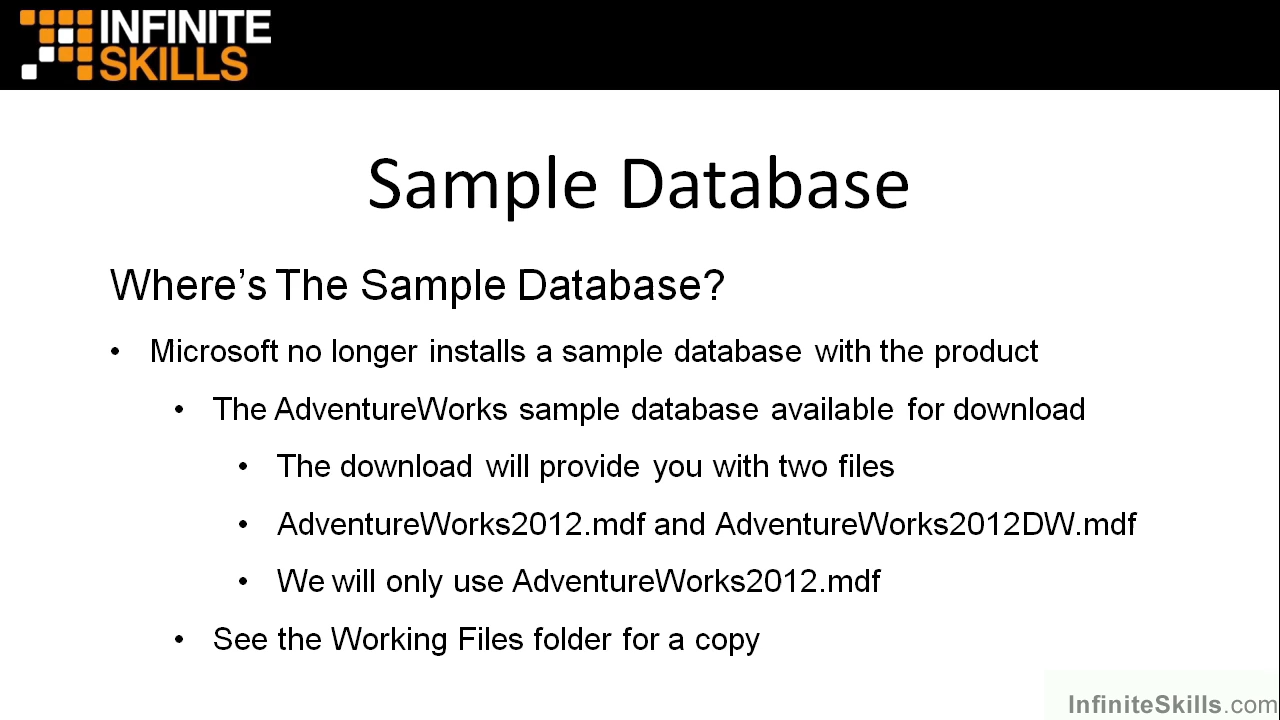 INFINITE
SKILLS
Sample Database
Where’s The Sample Database?
• Microsoft no longer installs a sample database with the product
• The AdventureWorks sample database available for download
• The download will provide you with two files
• AdventureWorks2012.mdf and AdventureWorks2012DW.mdf
• We will only use AdventureWorks2012.mdf
• See the Working Files folder for a copy
InfiniteSkills.com